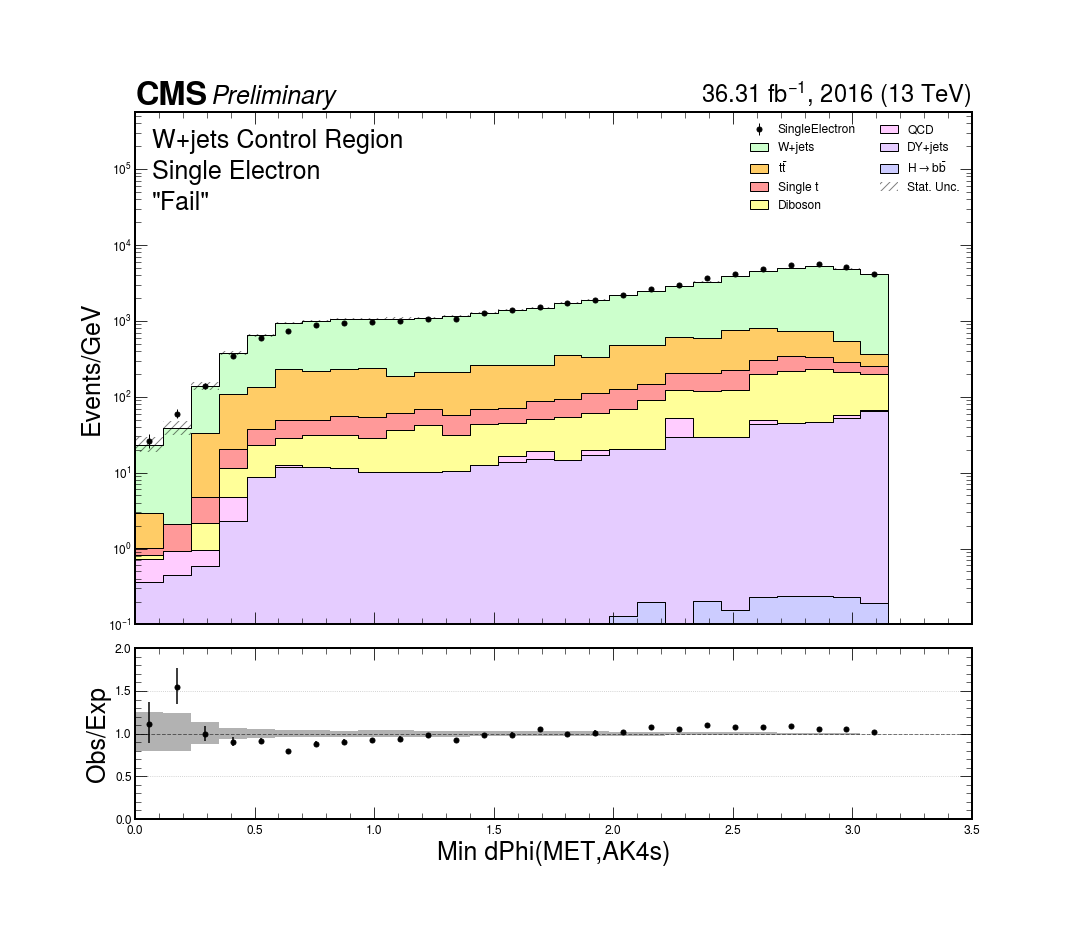 CMS Preliminary 36.31 fb⁻¹, 2016 (13 TeV)
W+jets Control Region
Single Electron
"Fail"
SingleElectron
W+jets
tt̄
Single t
Diboson
QCD
DY+jets
H→bb̄
Stat. Unc.
Events/GeV
10⁵
10⁴
10³
10²
10¹
10⁰
10⁻¹
Obs/Exp
2.0
1.5
1.0
0.5
0.0
0.0 0.5 1.0 1.5 2.0 2.5 3.0 3.5
Min dPhi(MET,AK4s)